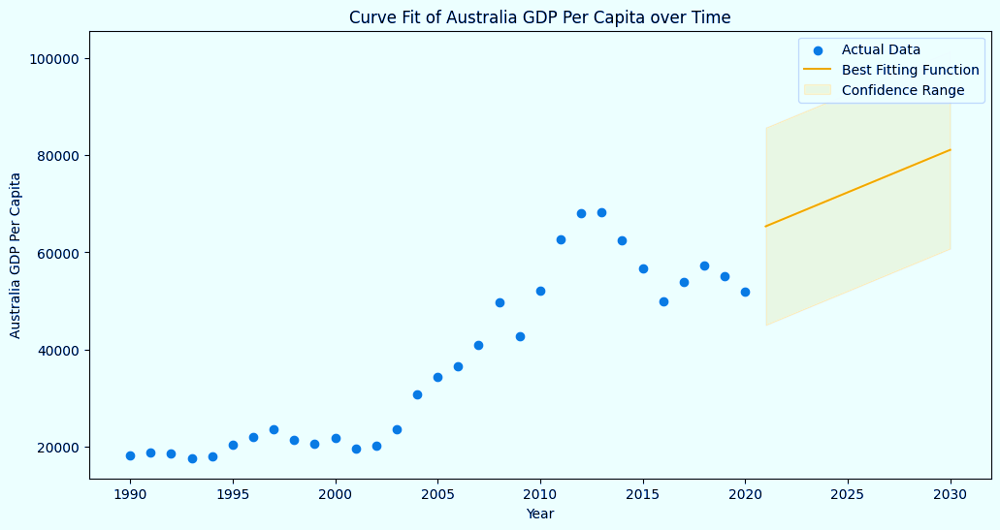 Curve Fit of Australia GDP Per Capita over Time
Actual Data
Best Fitting Function
Confidence Range
Australia GDP Per Capita
100000
80000
60000
40000
20000
1990
1995
2000
2005
2010
2015
2020
2025
2030
Year